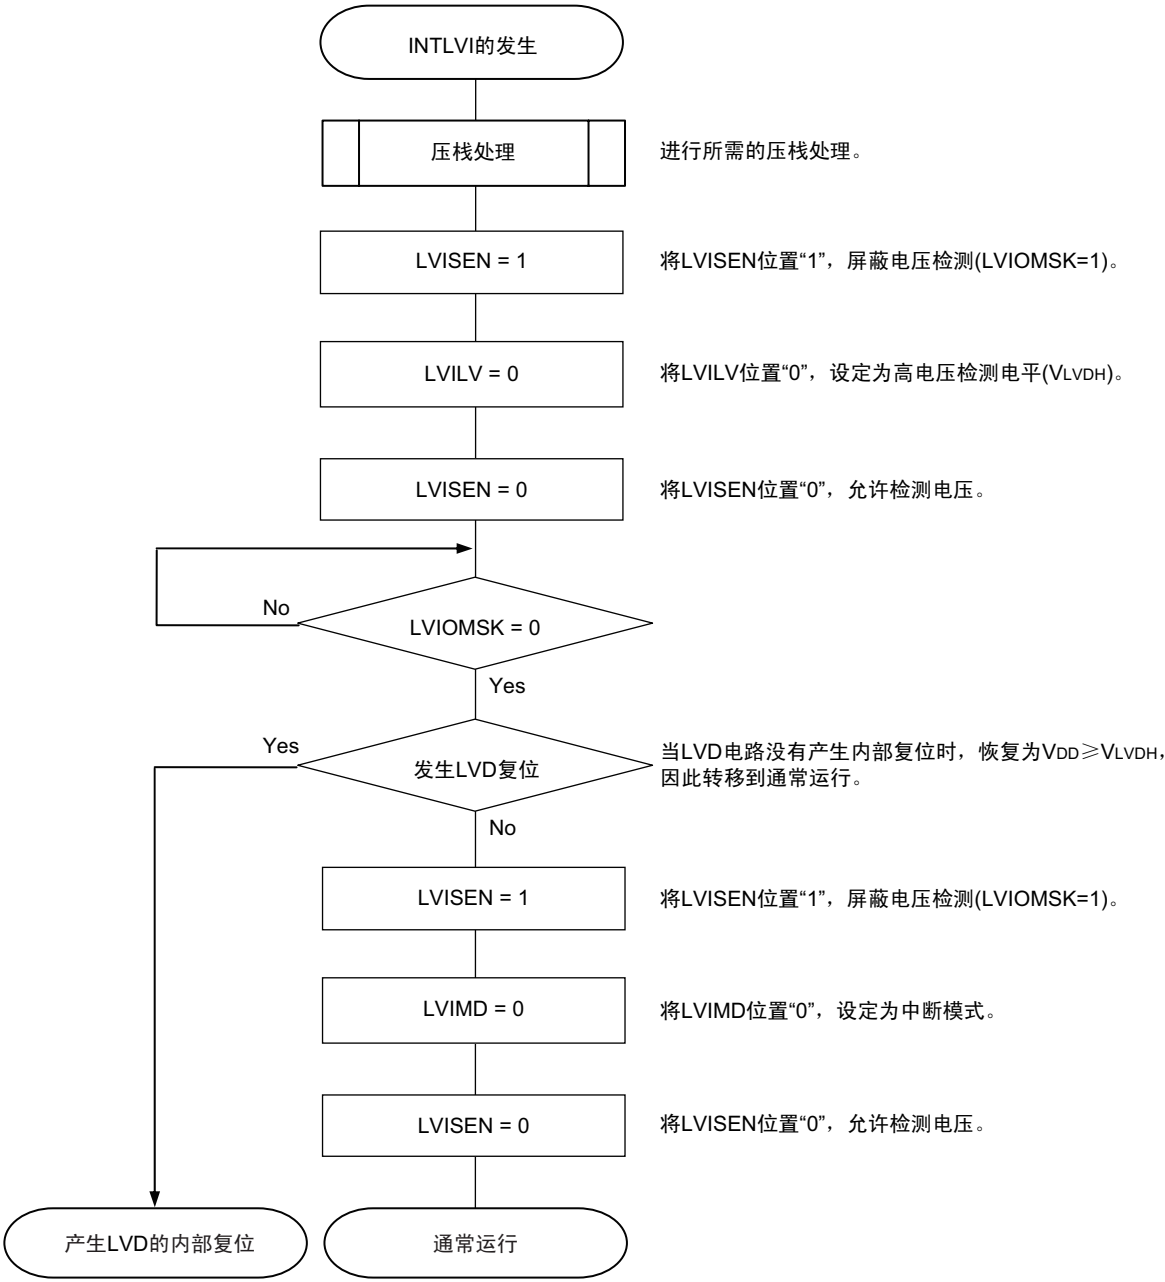 INTLVI的发生
压栈处理
进行所需的压栈处理。
LVISEN = 1
将LVISEN位置“1”，屏蔽电压检测(LVIOMSK=1)。
LVILV = 0
将LVILV位置“0”，设定为高电压检测电平(VLVDH)。
LVISEN = 0
将LVISEN位置“0”，允许检测电压。
No
LVIOMSK = 0
Yes
Yes
发生LVD复位
当LVD电路没有产生内部复位时，恢复为VDD≥VLVDH，
因此转移到通常运行。
No
LVISEN = 1
将LVISEN位置“1”，屏蔽电压检测(LVIOMSK=1)。
LVIMD = 0
将LVIMD位置“0”，设定为中断模式。
LVISEN = 0
将LVISEN位置“0”，允许检测电压。
产生LVD的内部复位
通常运行